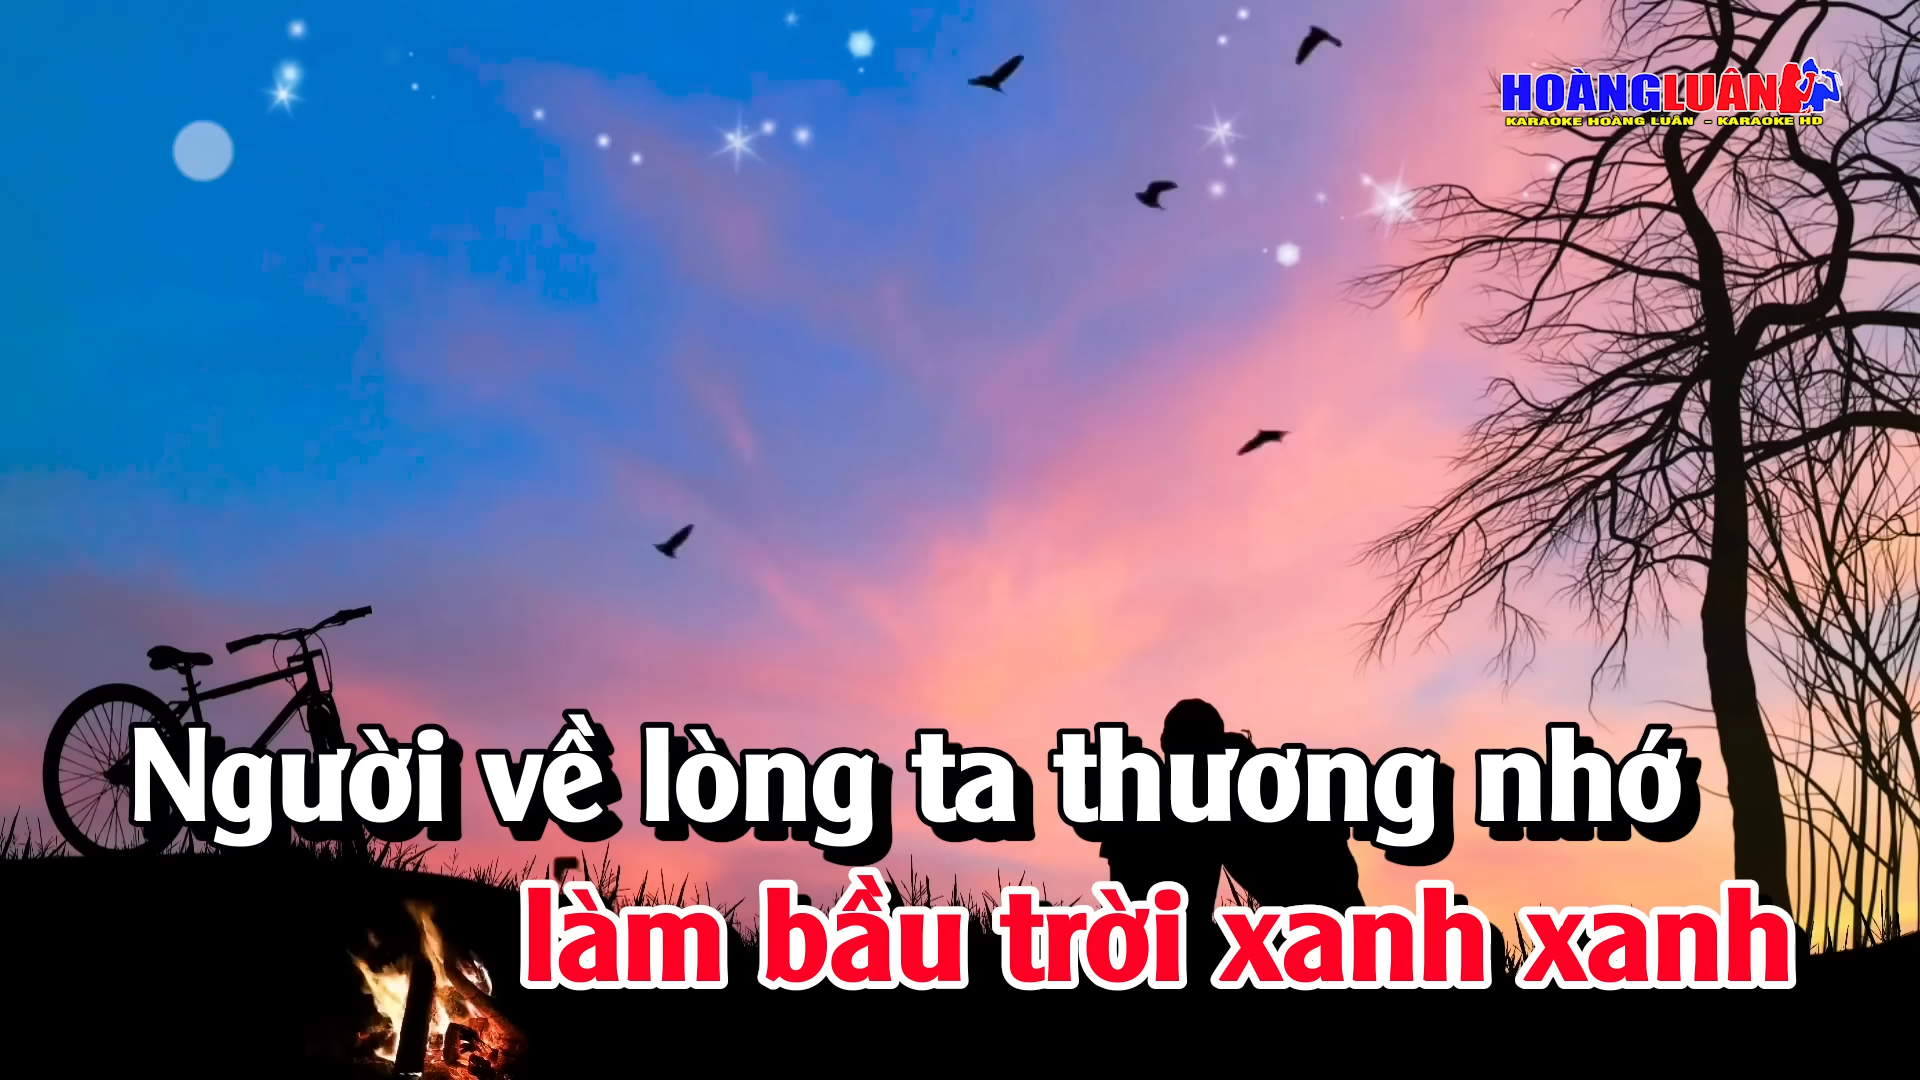 HOÀNGLUÂN
KARAOKE HOÀNG LUÂN - KARAOKE HD
Người về lòng ta thương nhớ
làm bầu trời xanh xanh